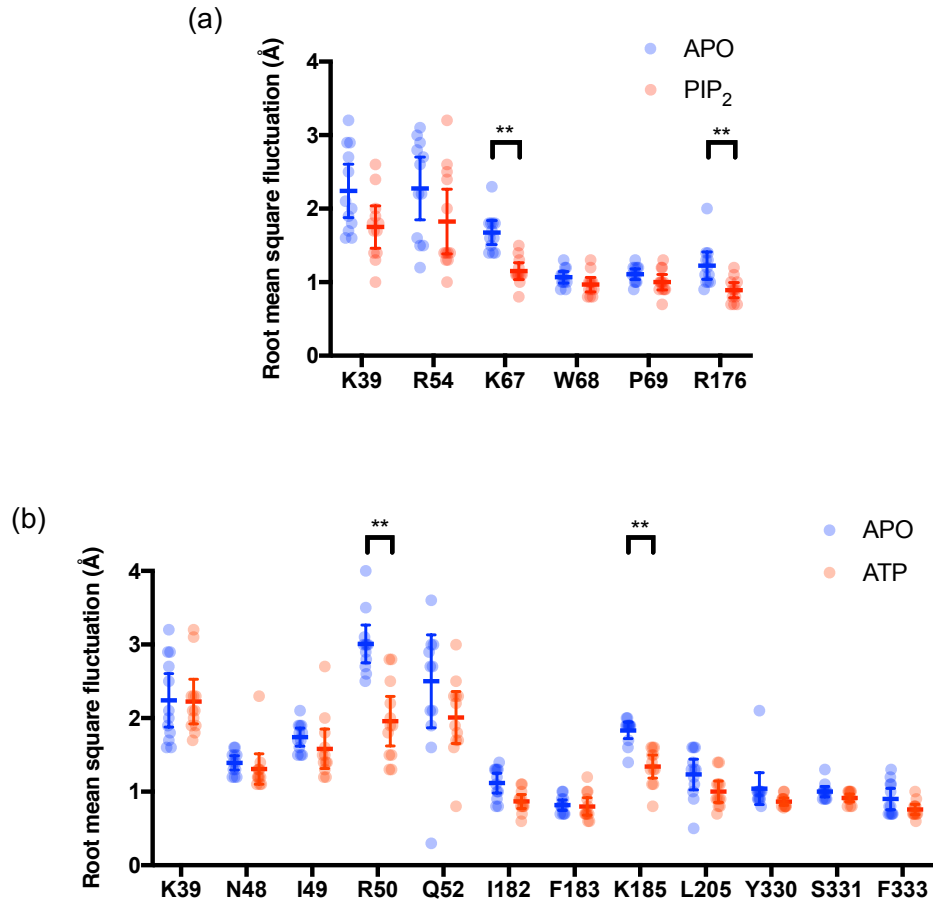 (a)
APO
PIP2
Root mean square fluctuation (Å)
4
3
2
1
0
** **
K39 R54 K67 W68 P69 R176
(b)
APO
ATP
Root mean square fluctuation (Å)
4
3
2
1
0
** **
K39 N48 I49 R50 Q52 I182 F183 K185 L205 Y330 S331 F333